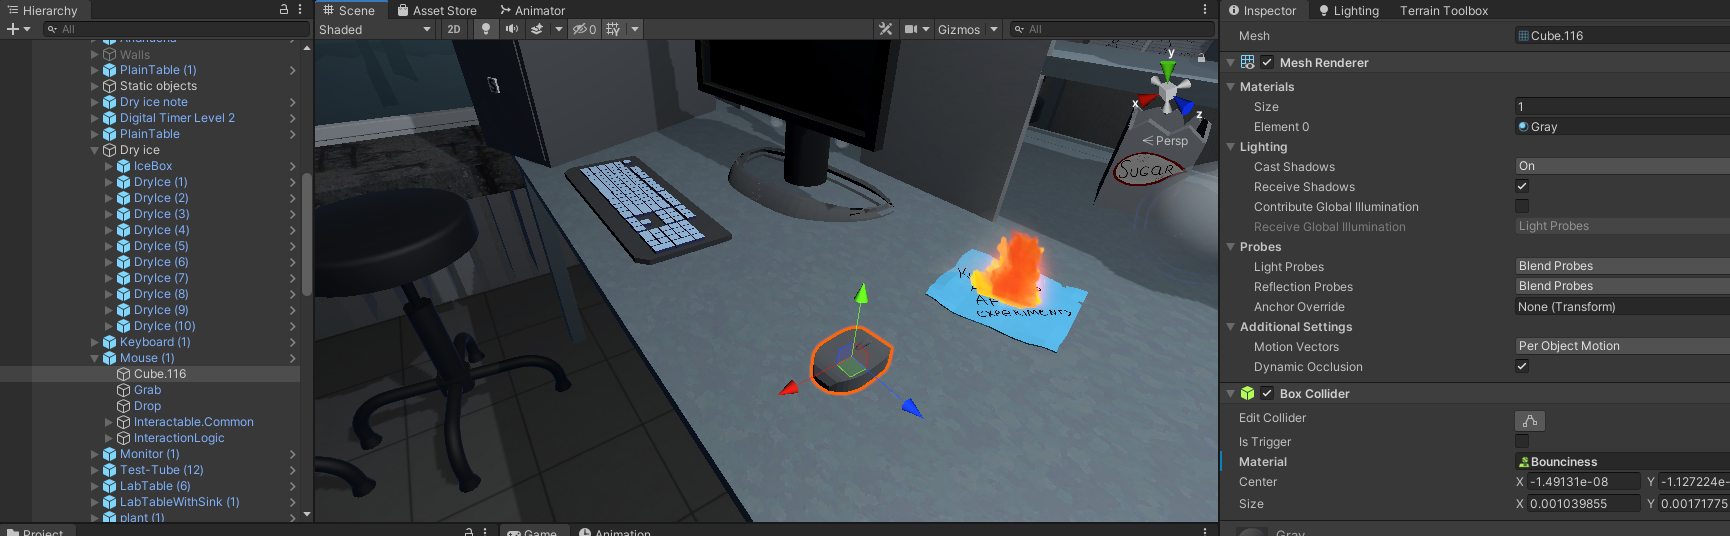 Hierarchy
All
Walls
PlainTable (1)
Static objects
Dry ice note
Digital Timer Level 2
PlainTable
Dry ice
IceBox
DryIce (1)
DryIce (2)
DryIce (3)
DryIce (4)
DryIce (5)
DryIce (6)
DryIce (7)
DryIce (8)
DryIce (9)
DryIce (10)
Keyboard (1)
Mouse (1)
Cube.116
Grab
Drop
Interactable.Common
InteractionLogic
Monitor (1)
Test-Tube (12)
LabTable (6)
LabTableWithSink (1)
plant (1)
Project
Scene
Asset Store
Animator
Shaded
2D
0
Gizmos
All
y
x
z
Persp
SUGAR
EXPERIMENTS
Game
Animation
Inspector
Lighting
Terrain Toolbox
Mesh
Cube.116
Mesh Renderer
Materials
Size
1
Element 0
Gray
Lighting
Cast Shadows
On
Receive Shadows
Contribute Global Illumination
Receive Global Illumination
Light Probes
Probes
Light Probes
Blend Probes
Reflection Probes
Blend Probes
Anchor Override
None (Transform)
Additional Settings
Motion Vectors
Per Object Motion
Dynamic Occlusion
Box Collider
Edit Collider
Is Trigger
Material
Bounciness
Center
X -1.49131e-08
Y -1.127224e-
Size
X 0.001039855
Y 0.00171775
Gray